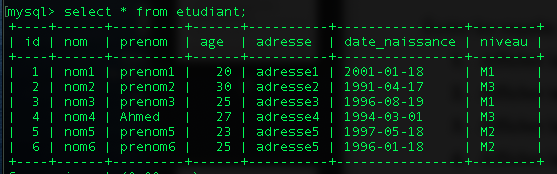 mysql> select * from etudiant;
+----+------+---------+------+----------+----------------+--------+
| id | nom | prenom | age | adresse | date_naissance | niveau |
+----+------+---------+------+----------+----------------+--------+
| 1 | nom1 | prenom1 | 20 | adresse1 | 2001-01-18 | M1 |
| 2 | nom2 | prenom2 | 30 | adresse2 | 1991-04-17 | M3 |
| 3 | nom3 | prenom3 | 25 | adresse3 | 1996-08-19 | M1 |
| 4 | nom4 | Ahmed | 27 | adresse4 | 1994-03-01 | M3 |
| 5 | nom5 | prenom5 | 23 | adresse5 | 1997-05-18 | M2 |
| 6 | nom6 | prenom6 | 25 | adresse5 | 1996-01-18 | M2 |
+----+------+---------+------+----------+----------------+--------+